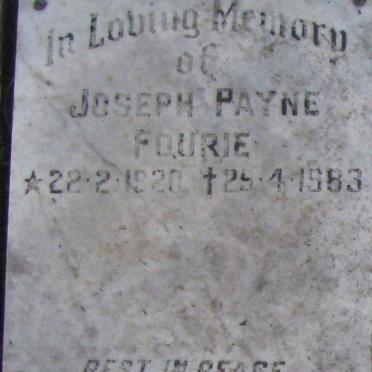 In Loving Memory
of
JOSEPH PAYNE
FOURIE
★22·2·1920 †25·4·1983
REST IN PEACE